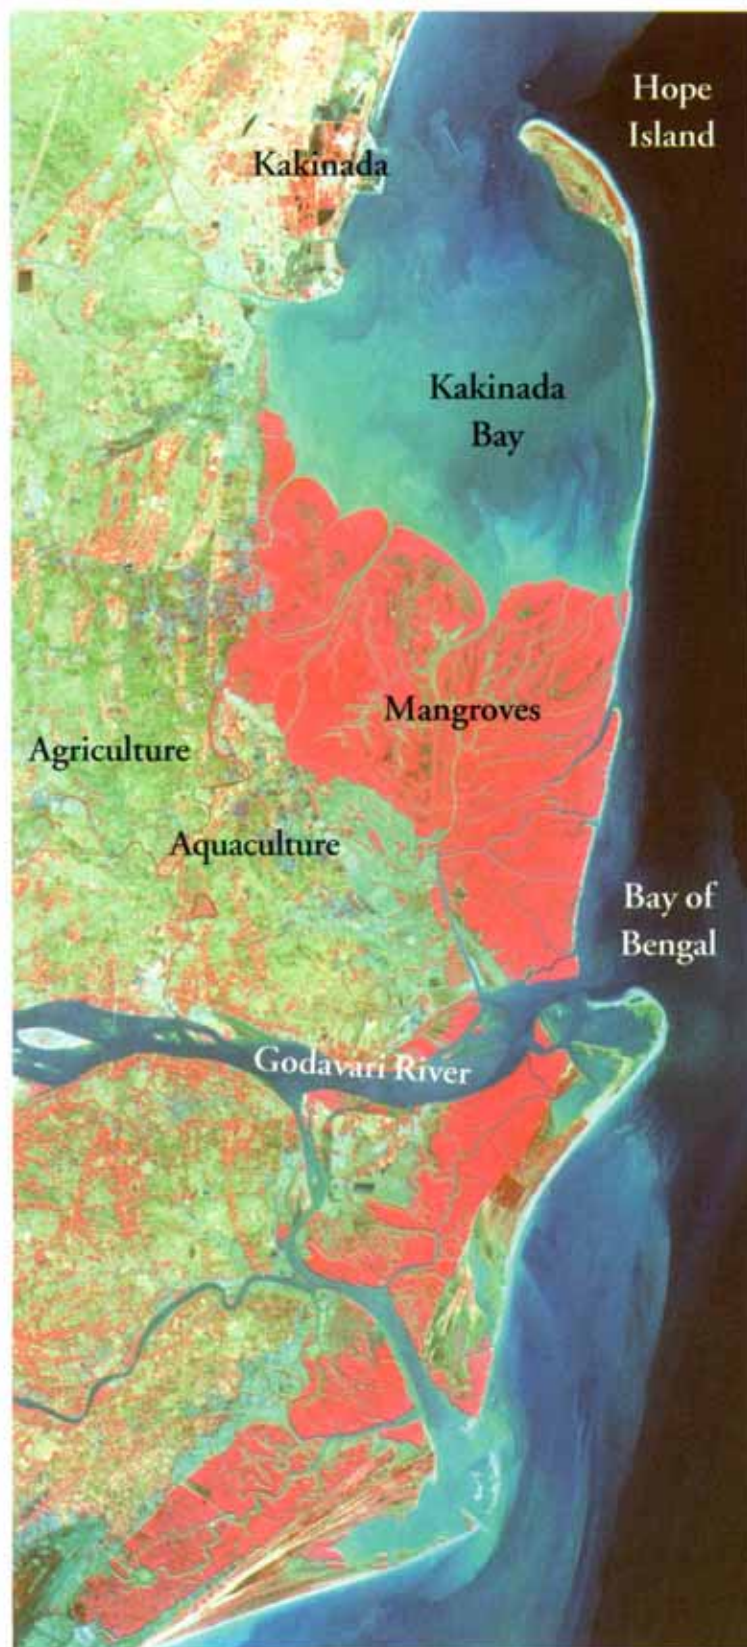 Hope
Island
Kakinada
Kakinada
Bay
Mangroves
Agriculture
Aquaculture
Bay of
Bengal
Godavari River